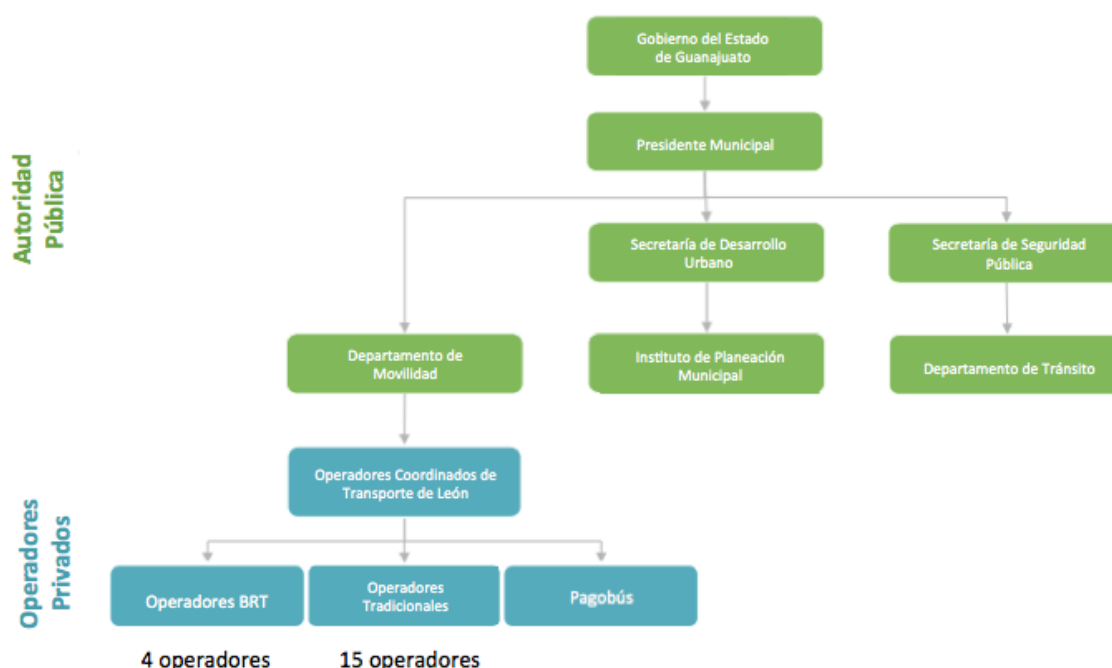 Gobierno del Estado
de Guanajuato
Presidente Municipal
Autoridad
Pública
Secretaría de Desarrollo
Urbano
Secretaría de Seguridad
Pública
Departamento de
Movilidad
Instituto de Planeación
Municipal
Departamento de Tránsito
Operadores Coordinados de
Transporte de León
Operadores
Privados
Operadores BRT
Operadores
Tradicionales
Pagobús
4 operadores
15 operadores